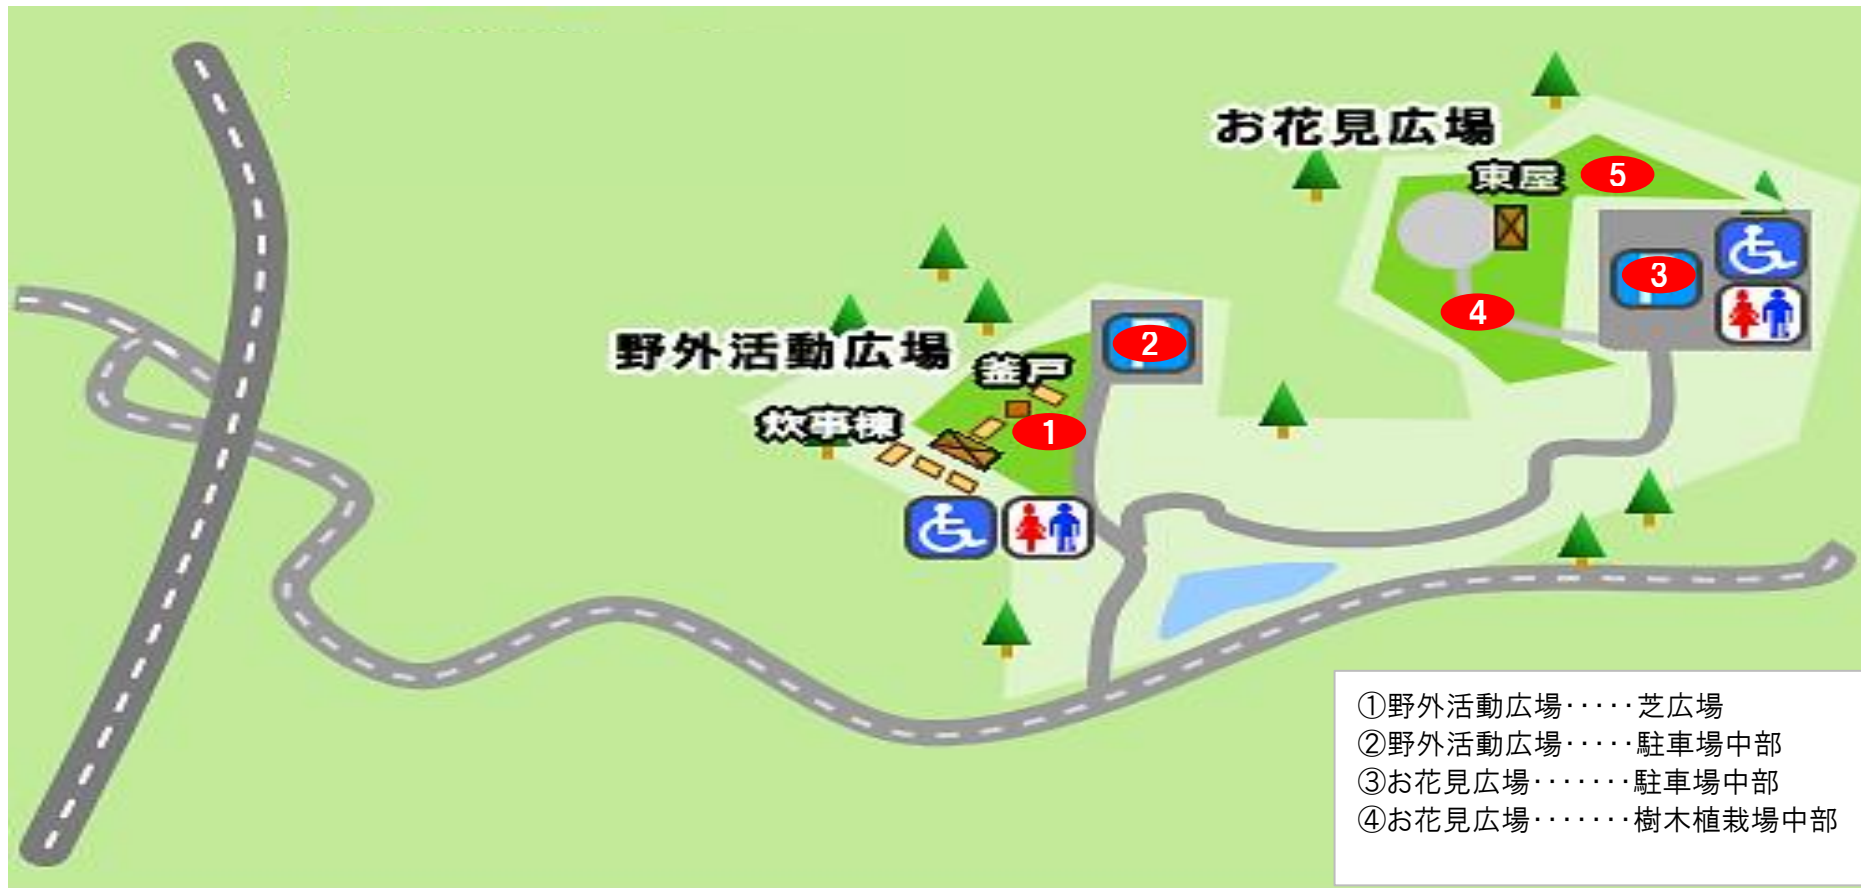 お花見広場
東屋
5
3
4
野外活動広場
2
釜戸
炊事棟
1
①野外活動広場・・・・・芝広場
②野外活動広場・・・・・駐車場中部
③お花見広場・・・・・・・駐車場中部
④お花見広場・・・・・・・樹木植栽場中部